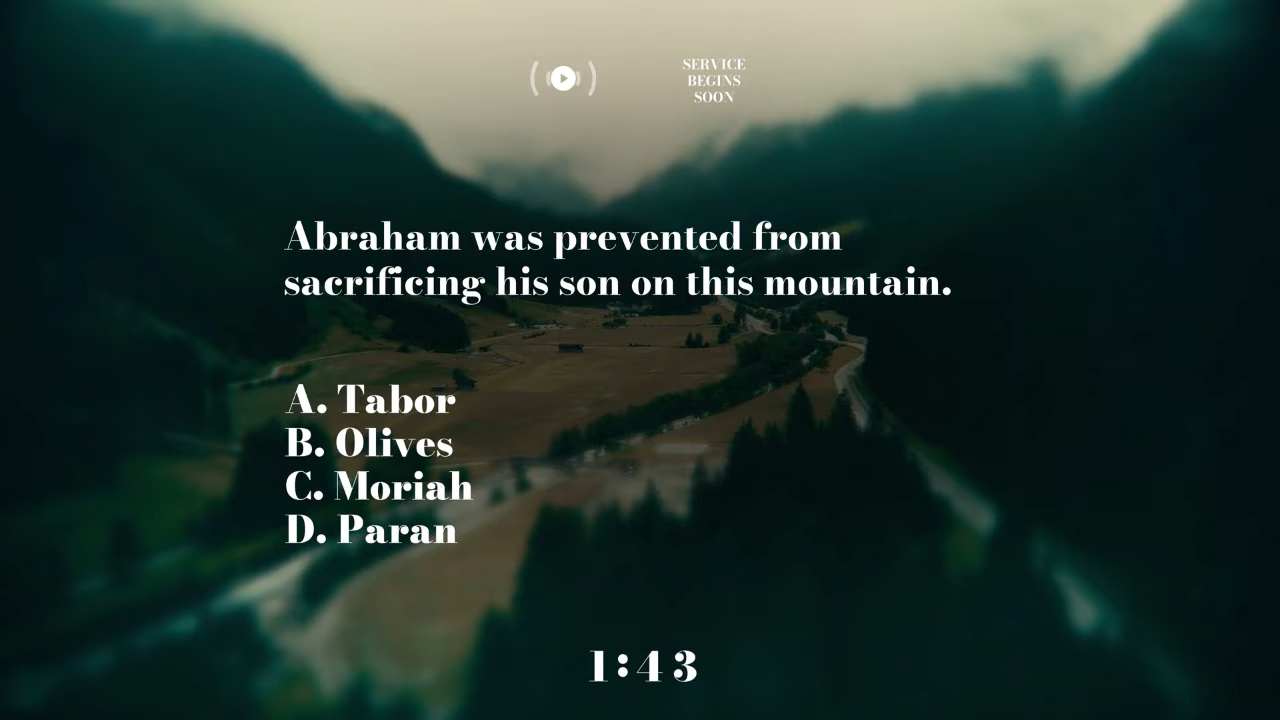 SERVICE
BEGINS
SOON
Abraham was prevented from
sacrificing his son on this mountain.
A. Tabor
B. Olives
C. Moriah
D. Paran
1:43